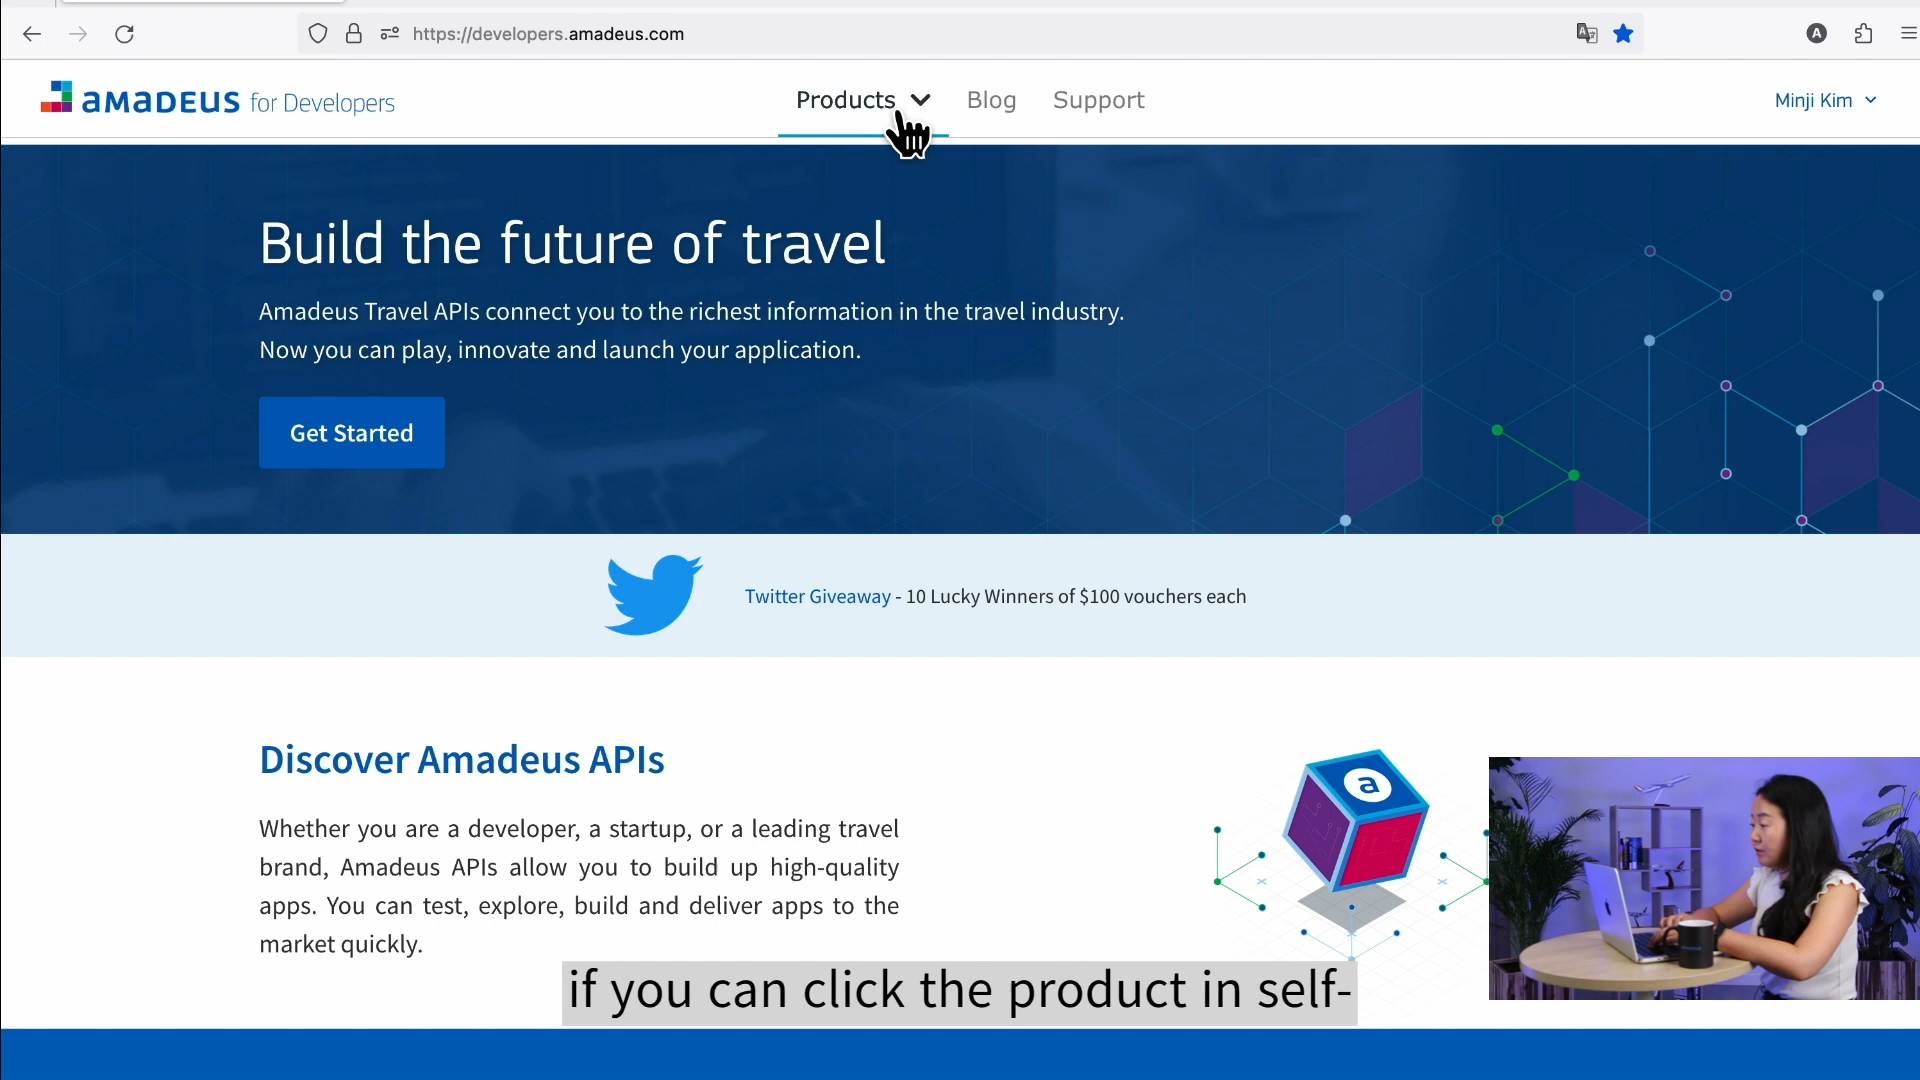 https://developers.amadeus.com
A
amadeus for Developers
Products
Blog
Support
Minji Kim
Build the future of travel
Amadeus Travel APIs connect you to the richest information in the travel industry.
Now you can play, innovate and launch your application.
Get Started
Twitter Giveaway - 10 Lucky Winners of $100 vouchers each
Discover Amadeus APIs
Whether you are a developer, a startup, or a leading travel
brand, Amadeus APIs allow you to build up high-quality
apps. You can test, explore, build and deliver apps to the
market quickly.
a
if you can click the product in self-